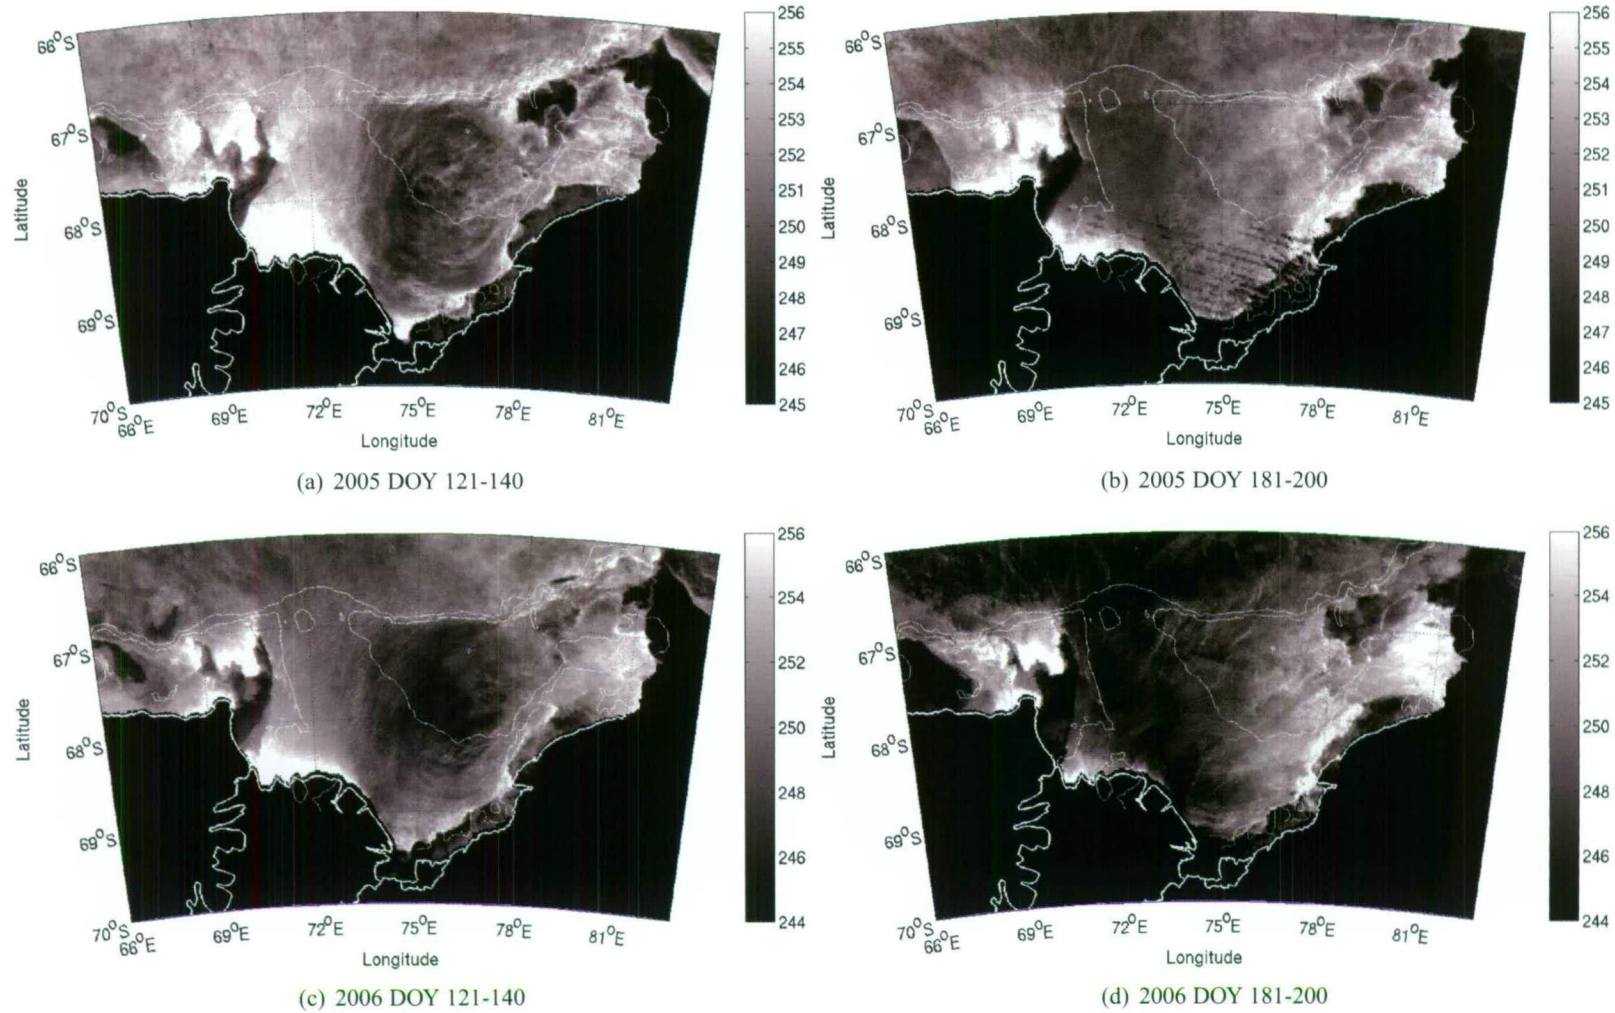 66°S
67°S
68°S
69°S
70°S
66°E
69°E
72°E
75°E
78°E
81°E
Latitude
Longitude
256
255
254
253
252
251
250
249
248
247
246
245
(a) 2005 DOY 121-140
66°S
67°S
68°S
69°S
70°S
66°E
69°E
72°E
75°E
78°E
81°E
Latitude
Longitude
256
255
254
253
252
251
250
249
248
247
246
245
(b) 2005 DOY 181-200
66°S
67°S
68°S
69°S
70°S
66°E
69°E
72°E
75°E
78°E
81°E
Latitude
Longitude
256
254
252
250
248
246
244
(c) 2006 DOY 121-140
66°S
67°S
68°S
69°S
70°S
66°E
69°E
72°E
75°E
78°E
81°E
Latitude
Longitude
256
254
252
250
248
246
244
(d) 2006 DOY 181-200